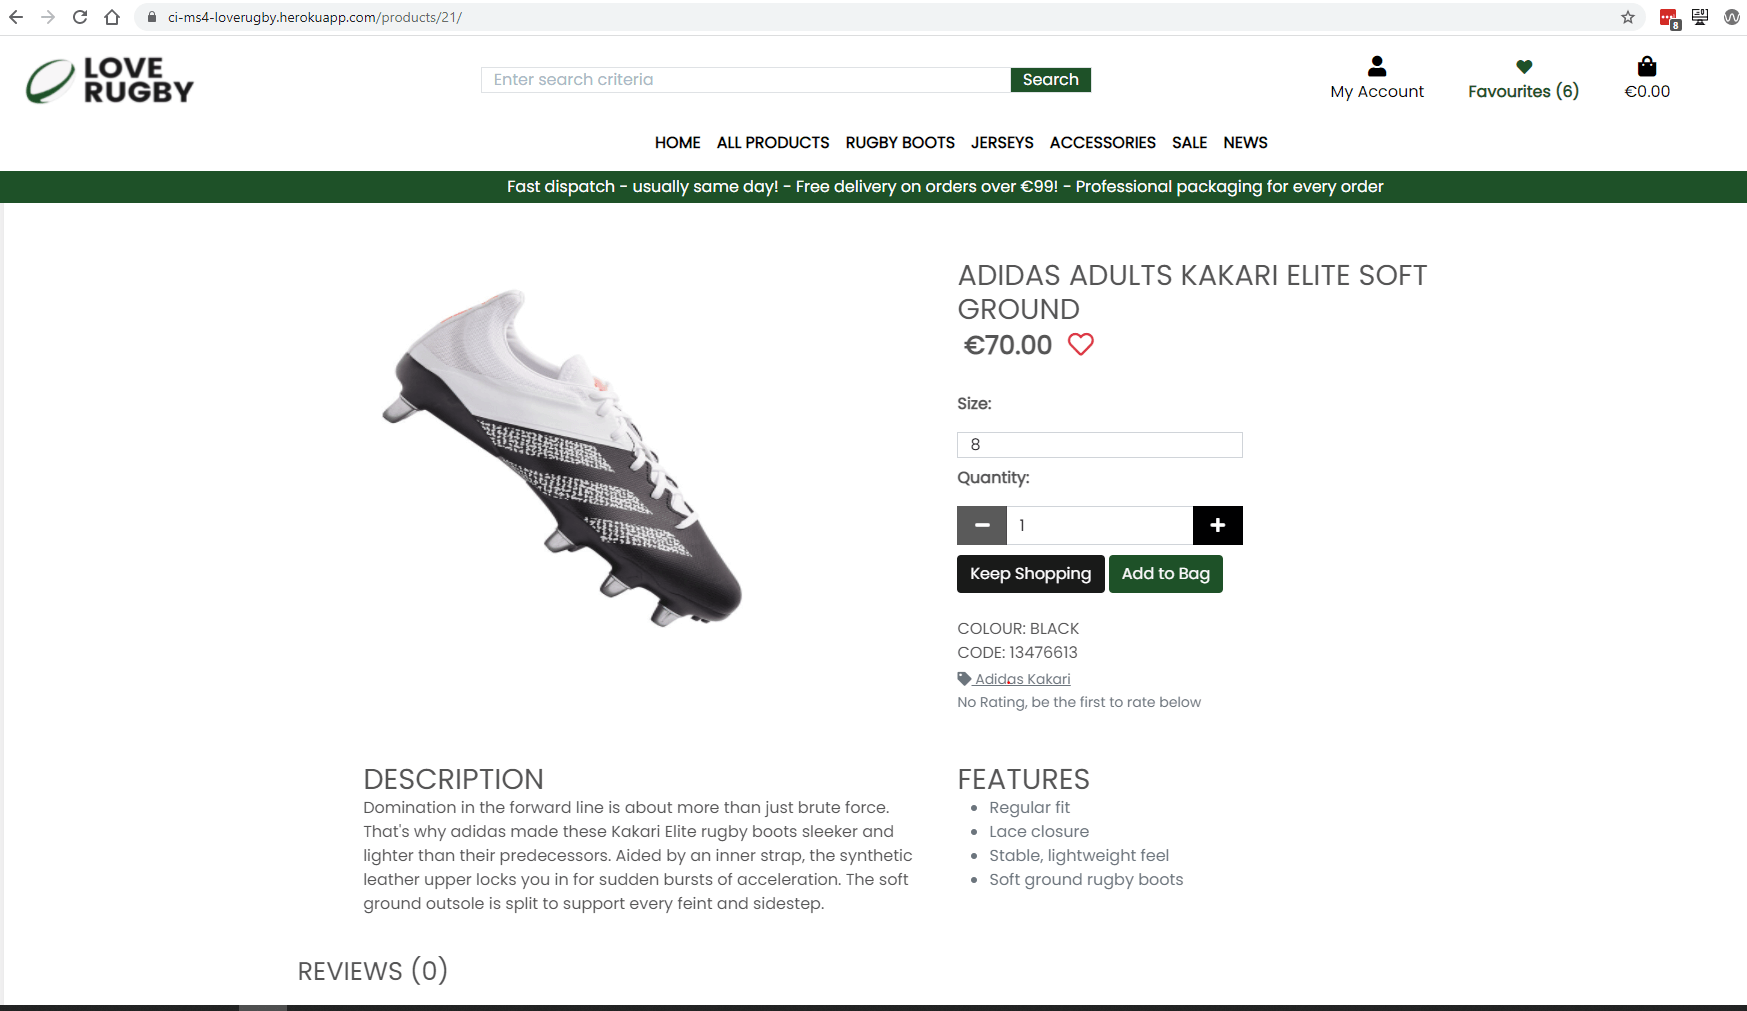 ci-ms4-loverugby.herokuapp.com/products/21/
8
LOVE
RUGBY
Enter search criteria
Search
My Account
Favourites (6)
€0.00
HOME ALL PRODUCTS RUGBY BOOTS JERSEYS ACCESSORIES SALE NEWS
Fast dispatch - usually same day! - Free delivery on orders over €99! - Professional packaging for every order
ADIDAS ADULTS KAKARI ELITE SOFT
GROUND
€70.00
Size:
8
Quantity:
1
Keep Shopping
Add to Bag
COLOUR: BLACK
CODE: 13476613
Adidas Kakari
No Rating, be the first to rate below
DESCRIPTION
Domination in the forward line is about more than just brute force.
That's why adidas made these Kakari Elite rugby boots sleeker and
lighter than their predecessors. Aided by an inner strap, the synthetic
leather upper locks you in for sudden bursts of acceleration. The soft
ground outsole is split to support every feint and sidestep.
FEATURES
Regular fit
Lace closure
Stable, lightweight feel
Soft ground rugby boots
REVIEWS (0)